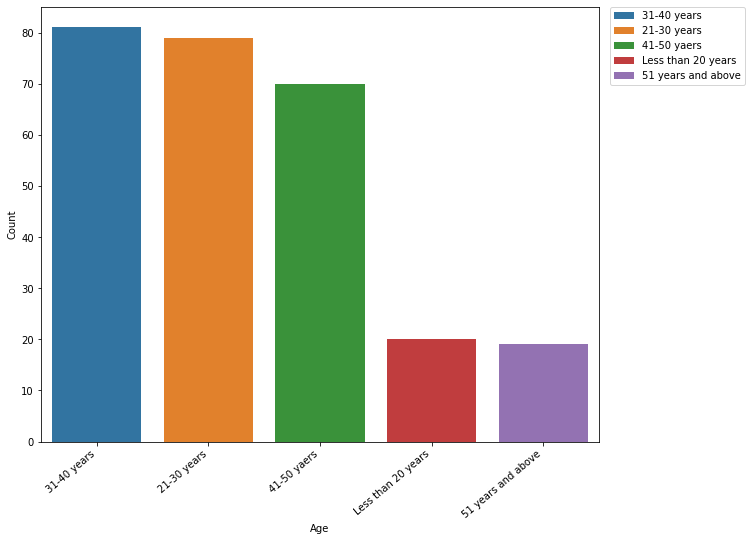 31-40 years
21-30 years
41-50 yaers
Less than 20 years
51 years and above
80
70
60
50
40
30
20
10
0
Count
31-40 years
21-30 years
41-50 yaers
Less than 20 years
51 years and above
Age